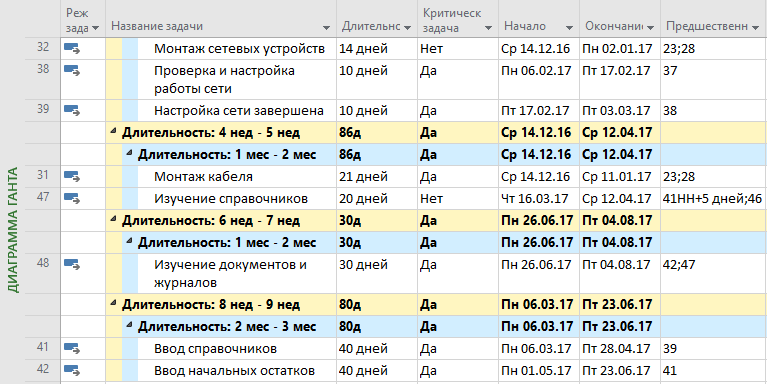 Реж зада Название задачи Длительнс Критическ задача Начало Окончани Предшественн
32 Монтаж сетевых устройств 14 дней Нет Ср 14.12.16 Пн 02.01.17 23;28
38 Проверка и настройка работы сети 10 дней Да Пн 06.02.17 Пт 17.02.17 37
39 Настройка сети завершена 10 дней Да Пт 17.02.17 Пт 03.03.17 38
Длительность: 4 нед - 5 нед 86д Да Ср 14.12.16 Ср 12.04.17
Длительность: 1 мес - 2 мес 86д Да Ср 14.12.16 Ср 12.04.17
31 Монтаж кабеля 21 дней Да Ср 14.12.16 Ср 11.01.17 23;28
47 Изучение справочников 20 дней Нет Чт 16.03.17 Ср 12.04.17 41НН+5 дней;46
Длительность: 6 нед - 7 нед 30д Да Пн 26.06.17 Пт 04.08.17
Длительность: 1 мес - 2 мес 30д Да Пн 26.06.17 Пт 04.08.17
48 Изучение документов и журналов 30 дней Да Пн 26.06.17 Пт 04.08.17 42;47
Длительность: 8 нед - 9 нед 80д Да Пн 06.03.17 Пт 23.06.17
Длительность: 2 мес - 3 мес 80д Да Пн 06.03.17 Пт 23.06.17
41 Ввод справочников 40 дней Да Пн 06.03.17 Пт 28.04.17 39
42 Ввод начальных остатков 40 дней Да Пн 01.05.17 Пт 23.06.17 41
ДИАГРАММА ГАНТА